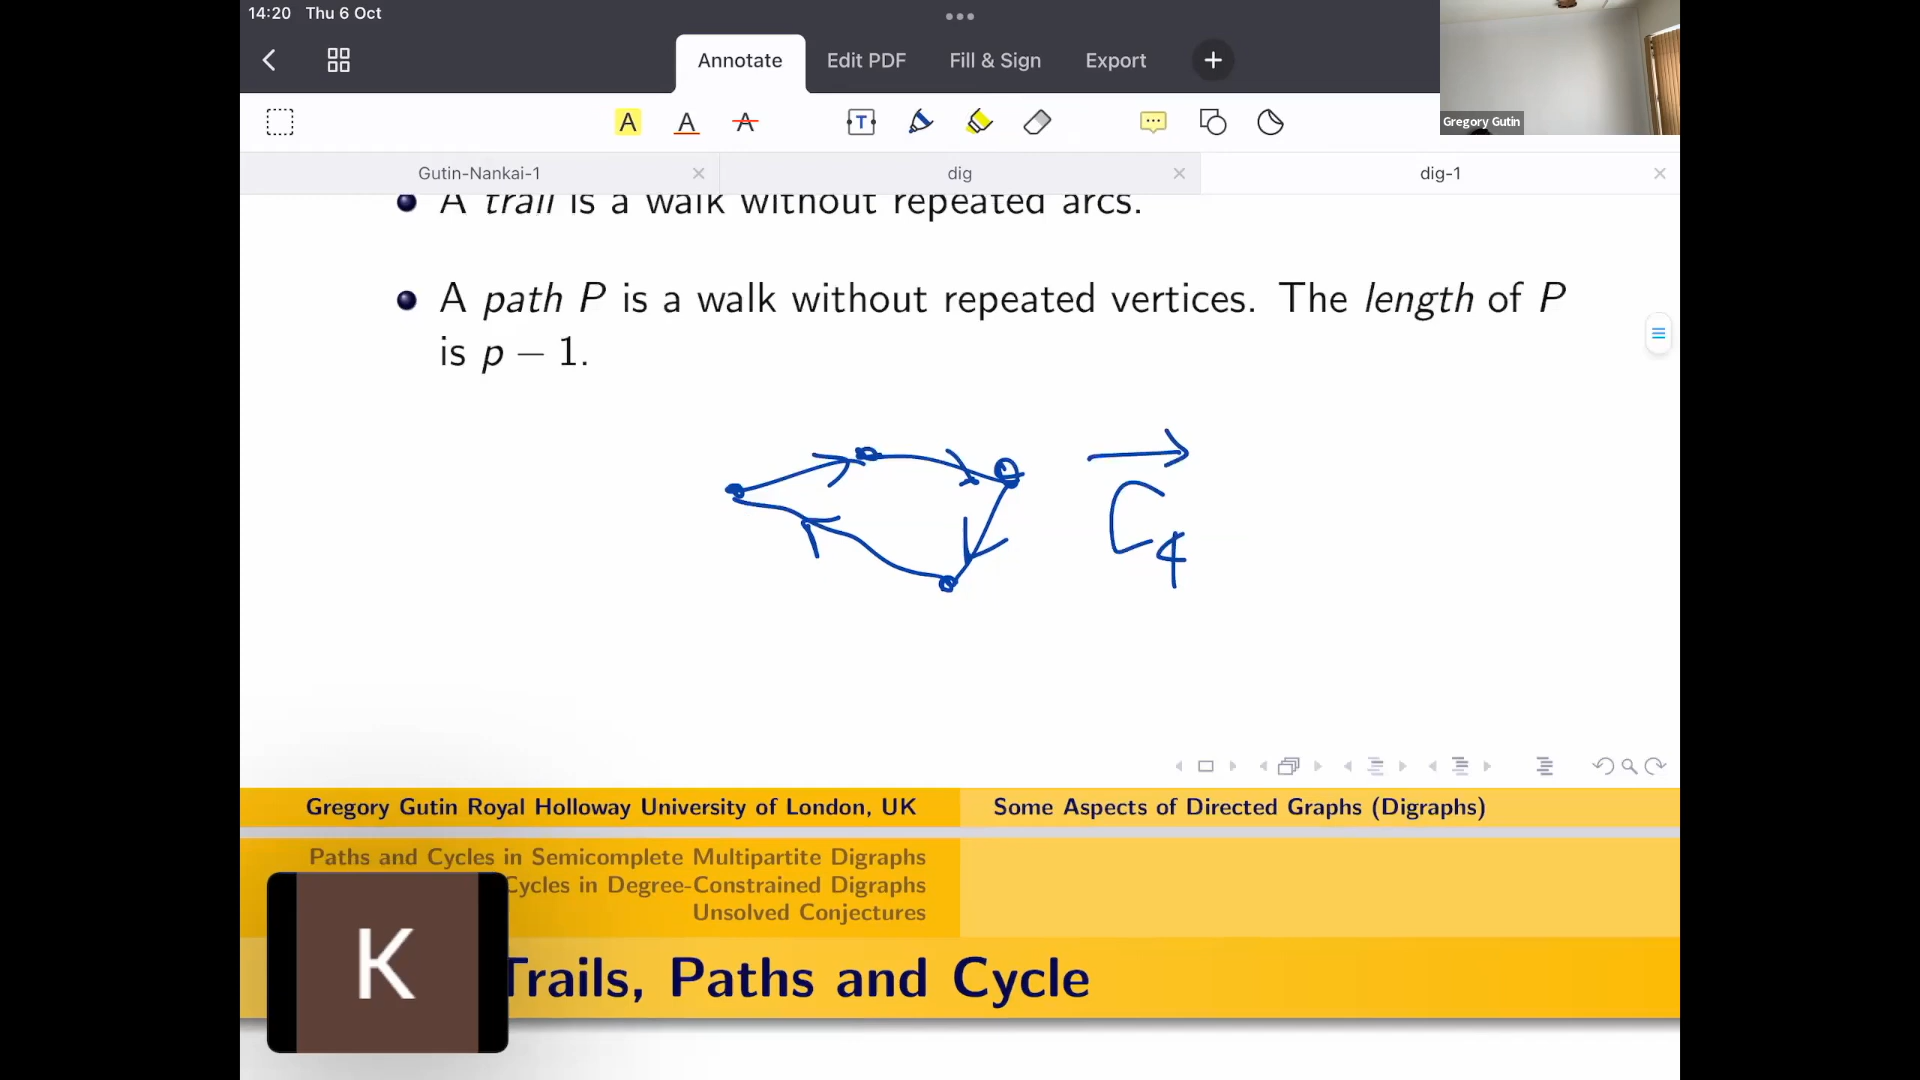 14:20 Thu 6 Oct
Annotate Edit PDF Fill & Sign Export
Gregory Gutin
A A A T
Gutin-Nankai-1 dig dig-1
A trail is a walk without repeated arcs.
A path P is a walk without repeated vertices. The length of P
is p − 1.
C⃗₄
Gregory Gutin Royal Holloway University of London, UK Some Aspects of Directed Graphs (Digraphs)
Paths and Cycles in Semicomplete Multipartite Digraphs
Cycles in Degree-Constrained Digraphs
Unsolved Conjectures
Trails, Paths and Cycle
K